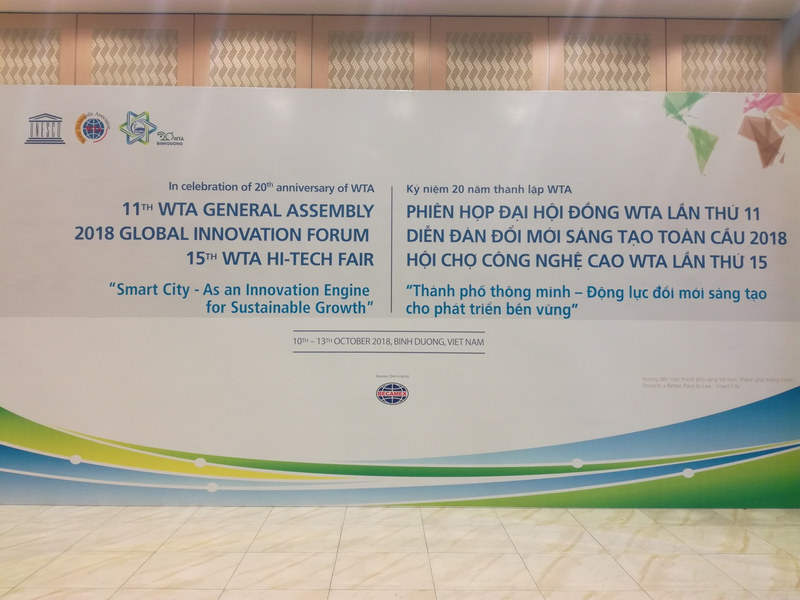 UNESCO
20 WTA
BINH DUONG
In celebration of 20th anniversary of WTA
11TH WTA GENERAL ASSEMBLY
2018 GLOBAL INNOVATION FORUM
15TH WTA HI-TECH FAIR
“Smart City - As an Innovation Engine
for Sustainable Growth”
Kỷ niệm 20 năm thành lập WTA
PHIÊN HỌP ĐẠI HỘI ĐỒNG WTA LẦN THỨ 11
DIỄN ĐÀN ĐỔI MỚI SÁNG TẠO TOÀN CẦU 2018
HỘI CHỢ CÔNG NGHỆ CAO WTA LẦN THỨ 15
“Thành phố thông minh – Động lực đổi mới sáng tạo
cho phát triển bền vững”
10TH – 13TH OCTOBER 2018, BINH DUONG, VIET NAM
BECAMEX